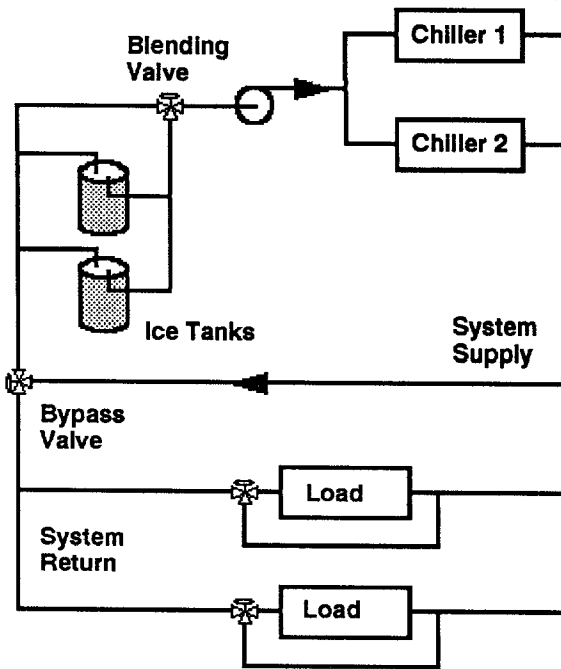 Chiller 1
Blending
Valve
Chiller 2
Ice Tanks
System
Supply
Bypass
Valve
Load
System
Return
Load